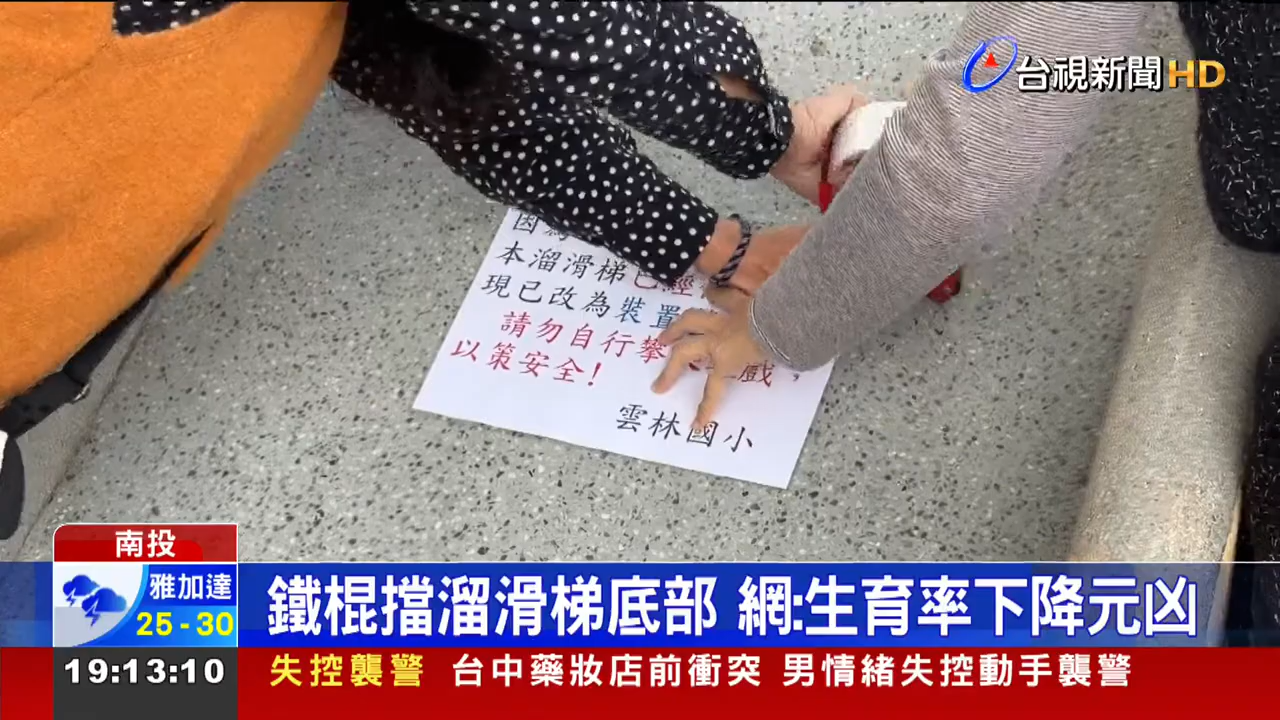 台視新聞HD
因為
本溜滑梯已經
現已改為裝置
請勿自行攀 戲，
以策安全！
雲林國小
南投
雅加達
25-30
鐵棍擋溜滑梯底部 網:生育率下降元凶
19:13:10
失控襲警 台中藥妝店前衝突 男情緒失控動手襲警